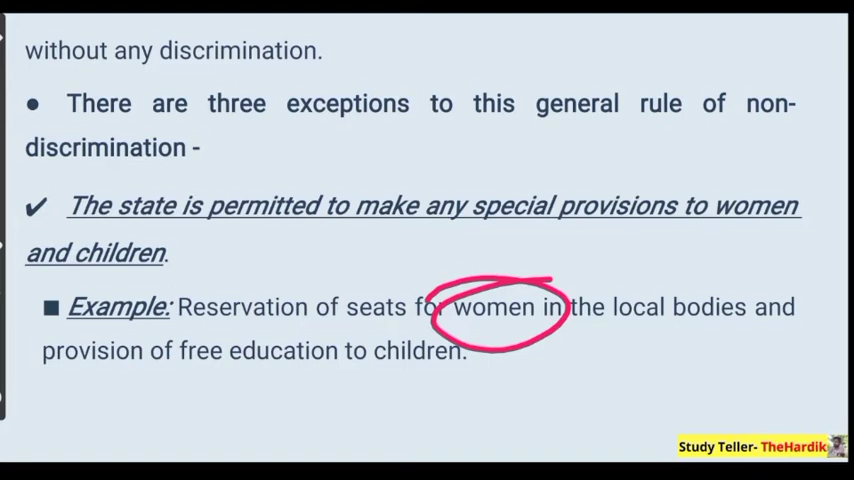 without any discrimination.
● There are three exceptions to this general rule of non-
discrimination -
✔ The state is permitted to make any special provisions to women
and children.
■ Example: Reservation of seats for women in the local bodies and
provision of free education to children.
Study Teller- TheHardik